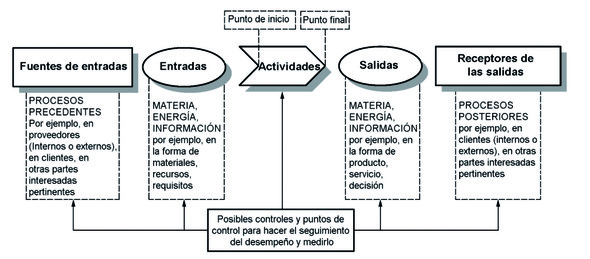 Punto de inicio
Punto final
Fuentes de entradas
Entradas
Actividades
Salidas
Receptores de
las salidas
PROCESOS
PRECEDENTES
Por ejemplo, en
proveedores
(Internos o externos),
en clientes, en
otras partes
interesadas
pertinentes
MATERIA,
ENERGÍA,
INFORMACIÓN
por ejemplo, en
la forma de
materiales,
recursos,
requisitos
MATERIA,
ENERGÍA,
INFORMACIÓN
por ejemplo, en
la forma de
producto,
servicio,
decisión
PROCESOS
POSTERIORES
por ejemplo, en
clientes (internos o
externos), en otras
partes interesadas
pertinentes
Posibles controles y puntos de
control para hacer el seguimiento
del desempeño y medirlo